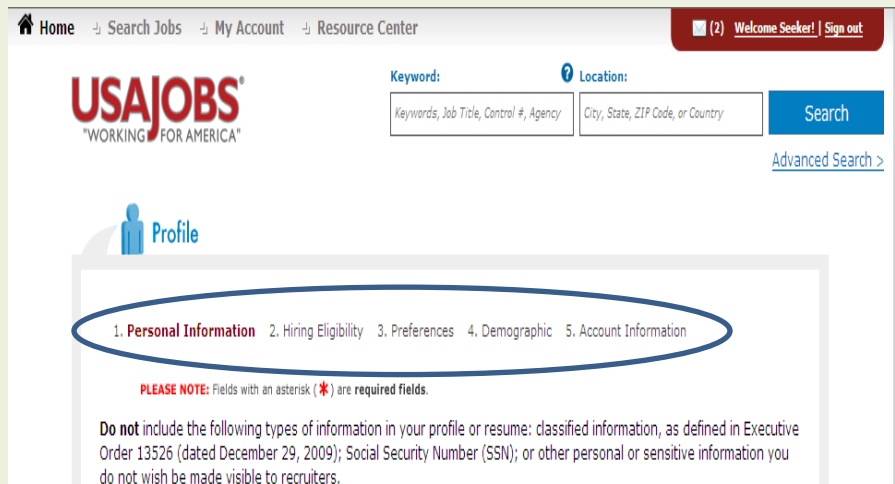 Home Search Jobs My Account Resource Center (2) Welcome Seeker! | Sign out
Keyword: ? Location:
USAJOBS®
"WORKING FOR AMERICA"
Keywords, Job Title, Control #, Agency City, State, ZIP Code, or Country Search
Advanced Search >
Profile
1. Personal Information 2. Hiring Eligibility 3. Preferences 4. Demographic 5. Account Information
PLEASE NOTE: Fields with an asterisk (*) are required fields.
Do not include the following types of information in your profile or resume: classified information, as defined in Executive
Order 13526 (dated December 29, 2009); Social Security Number (SSN); or other personal or sensitive information you
do not wish be made visible to recruiters.